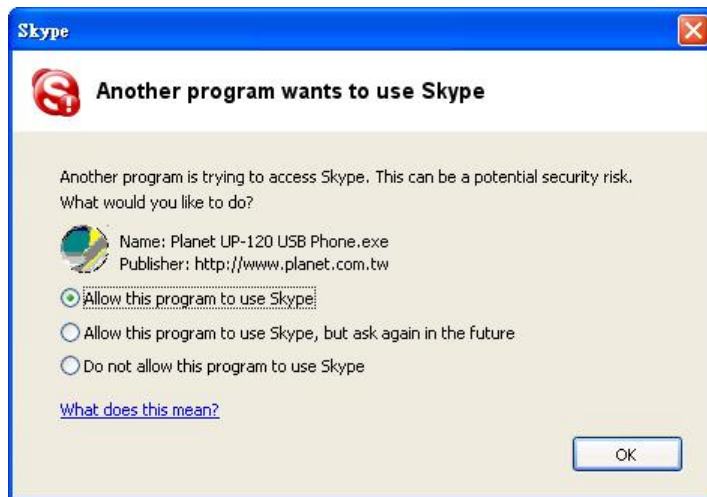 Skype
Another program wants to use Skype
Another program is trying to access Skype. This can be a potential security risk.
What would you like to do?
Name: Planet UP-120 USB Phone.exe
Publisher: http://www.planet.com.tw
Allow this program to use Skype
Allow this program to use Skype, but ask again in the future
Do not allow this program to use Skype
What does this mean?
OK